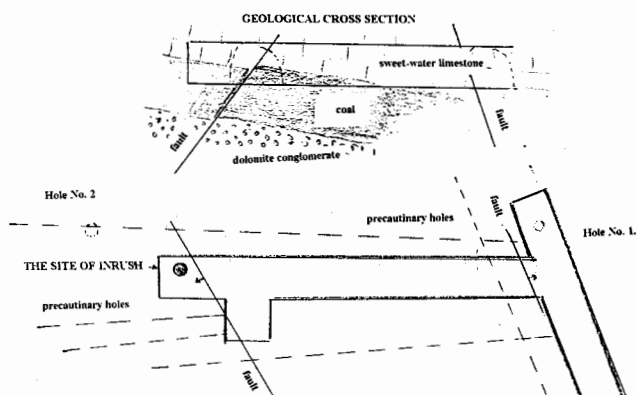 GEOLOGICAL CROSS SECTION
sweet-water limestone
coal
fault
fault
dolomite conglomerate
Hole No. 2
precautinary holes
fault
Hole No. 1.
THE SITE OF INRUSH
precautinary holes
fault